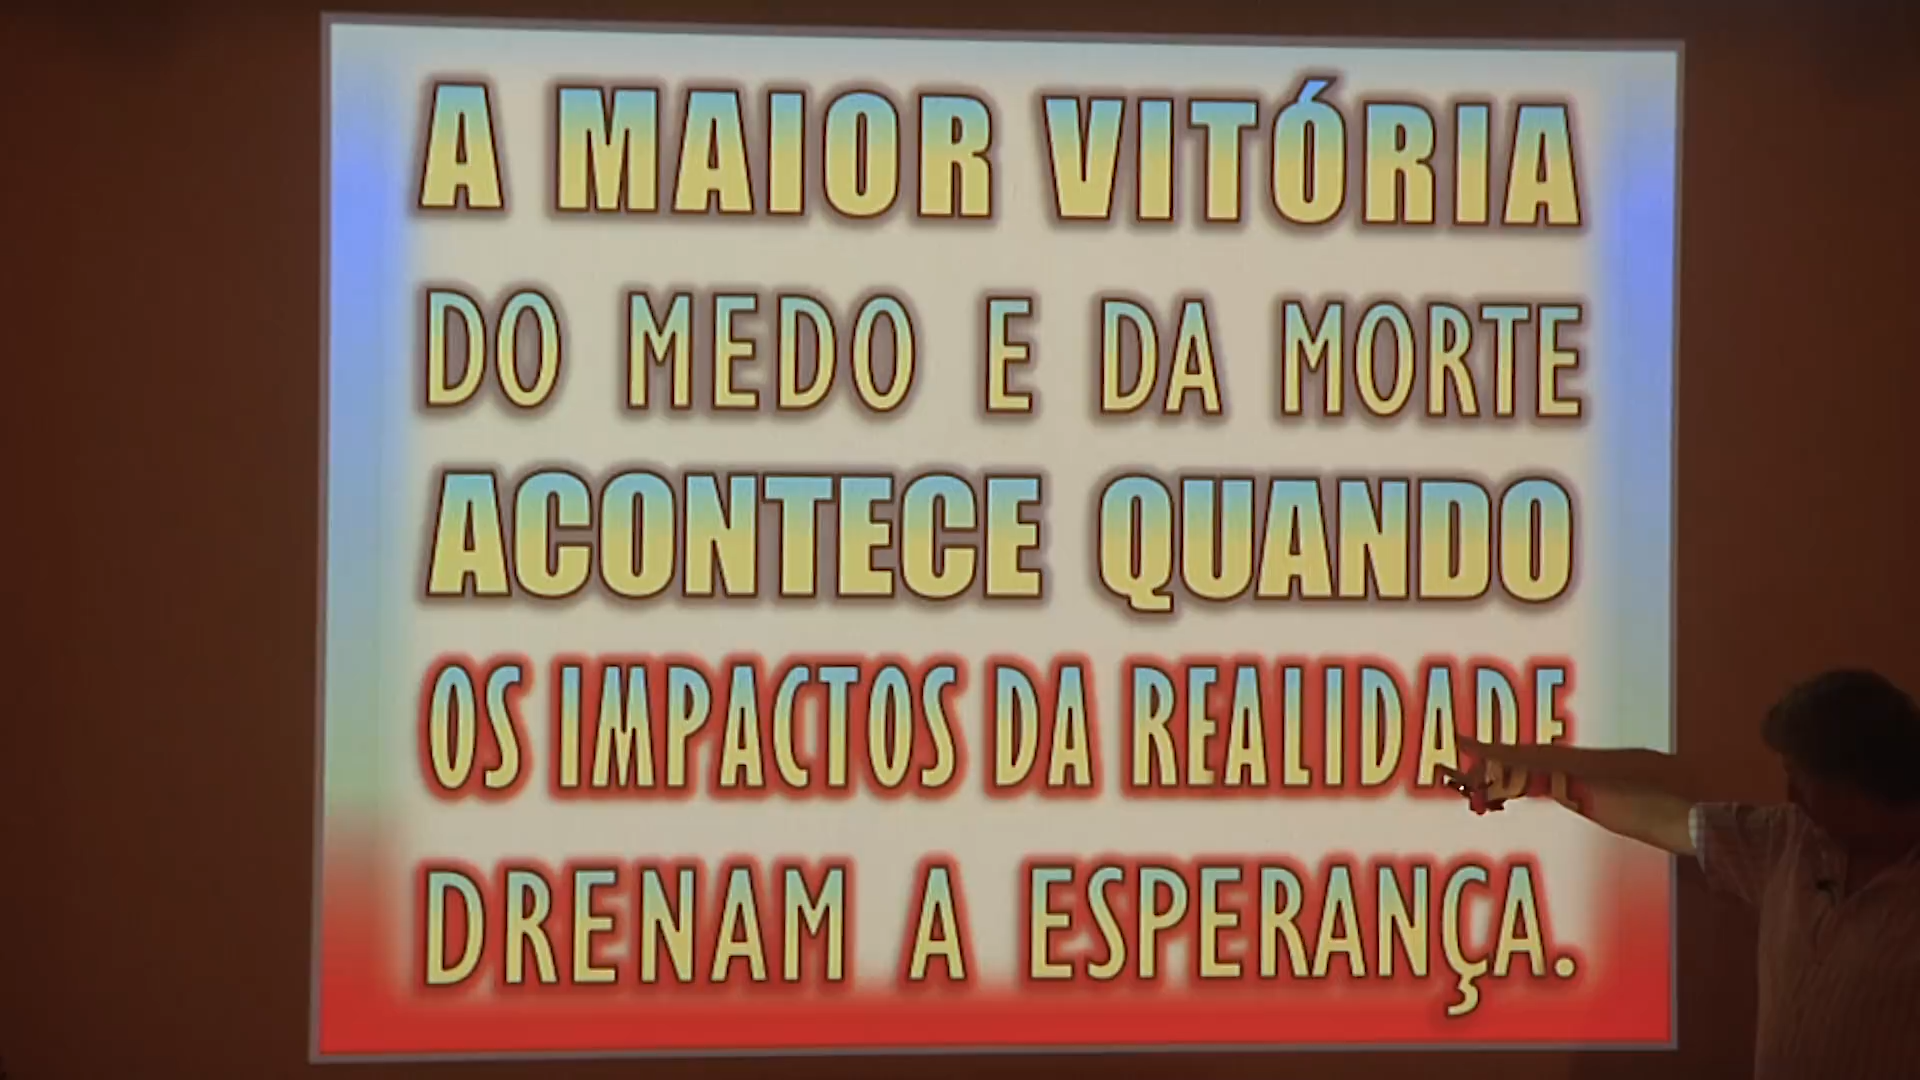 A MAIOR VITÓRIA
DO MEDO E DA MORTE
ACONTECE QUANDO
OS IMPACTOS DA REALIDADE
DRENAM A ESPERANÇA.